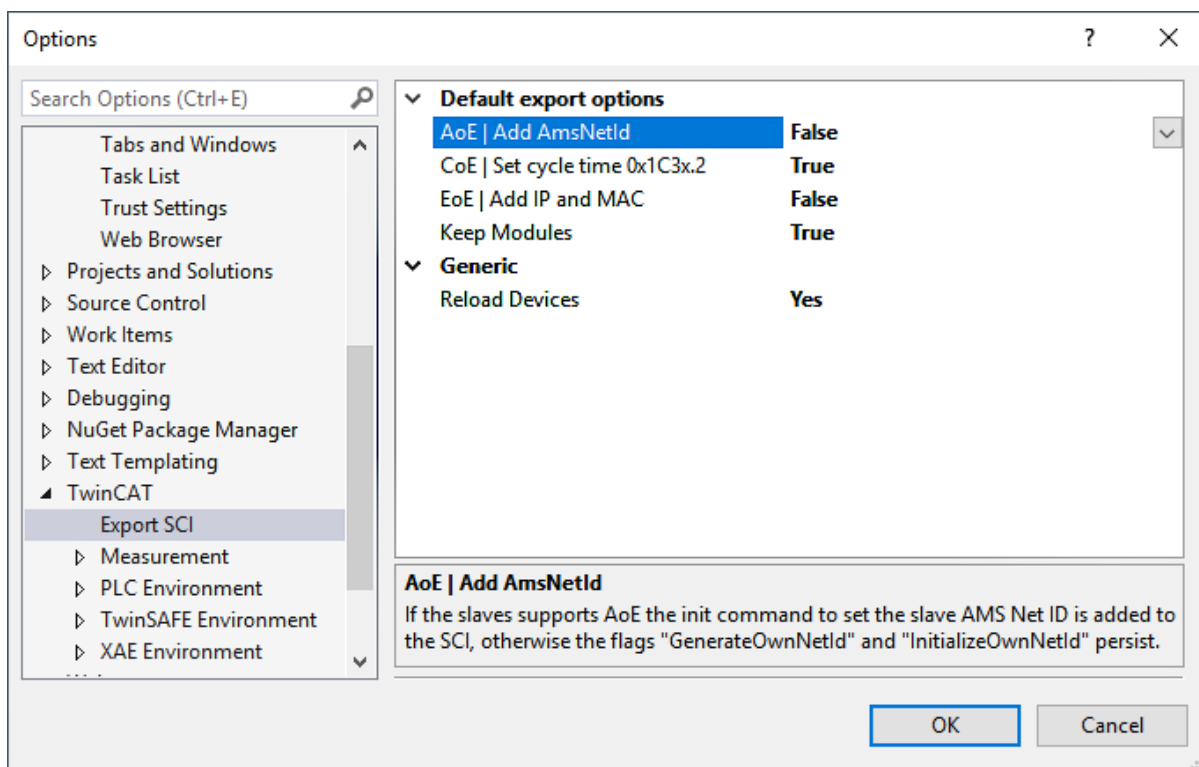 Options
?
Search Options (Ctrl+E)
Tabs and Windows
Task List
Trust Settings
Web Browser
Projects and Solutions
Source Control
Work Items
Text Editor
Debugging
NuGet Package Manager
Text Templating
TwinCAT
Export SCI
Measurement
PLC Environment
TwinSAFE Environment
XAE Environment
Default export options
AoE | Add AmsNetId False
CoE | Set cycle time 0x1C3x.2 True
EoE | Add IP and MAC False
Keep Modules True
Generic
Reload Devices Yes
AoE | Add AmsNetId
If the slaves supports AoE the init command to set the slave AMS Net ID is added to
the SCI, otherwise the flags "GenerateOwnNetId" and "InitializeOwnNetId" persist.
OK
Cancel